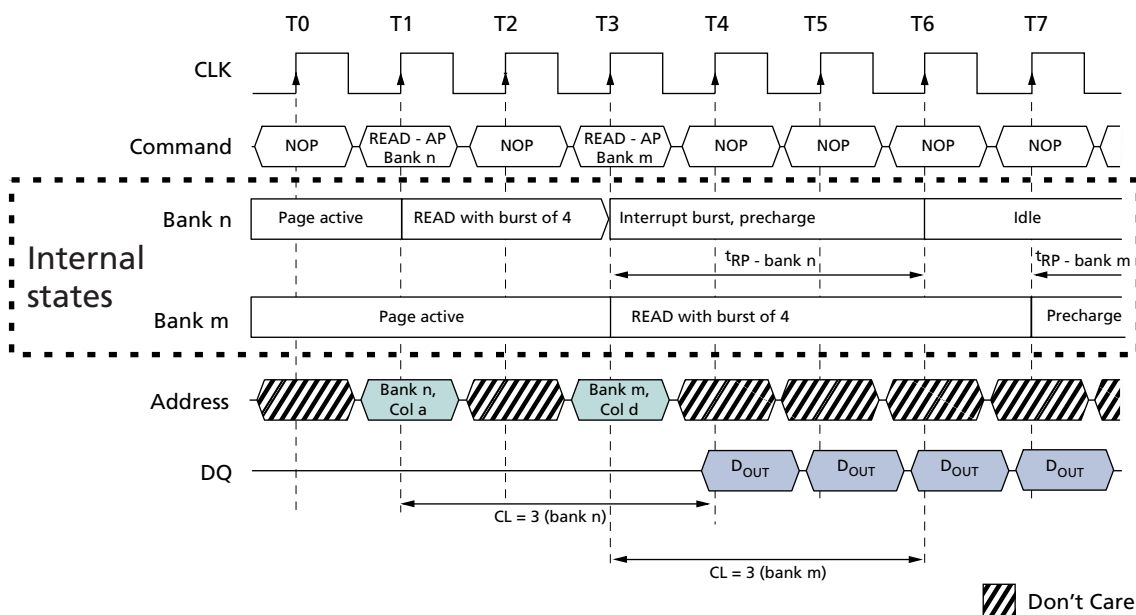 T0 T1 T2 T3 T4 T5 T6 T7
CLK
Command NOP READ - AP Bank n NOP READ - AP Bank m NOP NOP NOP NOP
Internal states
Bank n Page active READ with burst of 4 Interrupt burst, precharge Idle
tRP - bank n tRP - bank m
Bank m Page active READ with burst of 4 Precharge
Address Bank n, Col a Bank m, Col d
DQ DOUT DOUT DOUT DOUT
CL = 3 (bank n)
CL = 3 (bank m)
Don't Care